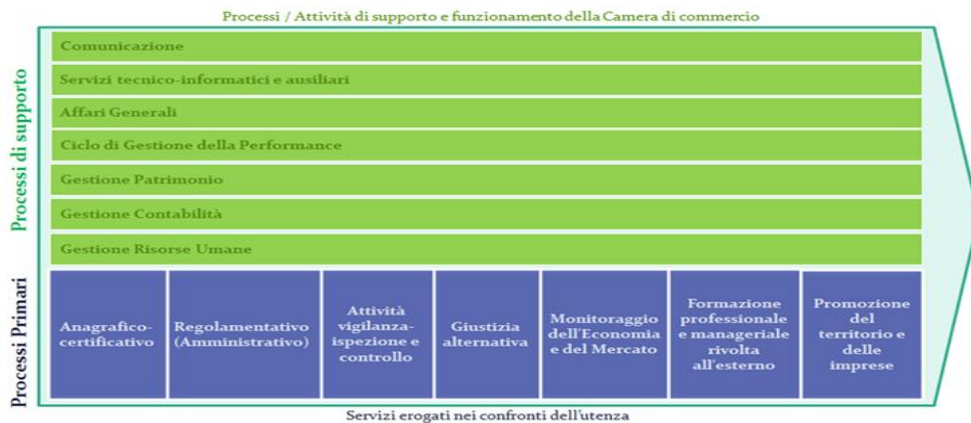 Processi / Attività di supporto e funzionamento della Camera di commercio
Processi di supporto
Comunicazione
Servizi tecnico-informatici e ausiliari
Affari Generali
Ciclo di Gestione della Performance
Gestione Patrimonio
Gestione Contabilità
Gestione Risorse Umane
Processi Primari
Anagrafico-
certificativo
Regolamentativo
(Amministrativo)
Attività
vigilanza-
ispezione e
controllo
Giustizia
alternativa
Monitoraggio
dell'Economia
e del Mercato
Formazione
professionale
e manageriale
rivolta
all'esterno
Promozione
del
territorio e
delle
imprese
Servizi erogati nei confronti dell'utenza